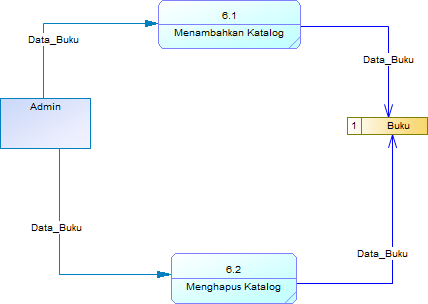 6.1
Menambahkan Katalog
Data_Buku
Data_Buku
Admin
1 Buku
Data_Buku
Data_Buku
6.2
Menghapus Katalog